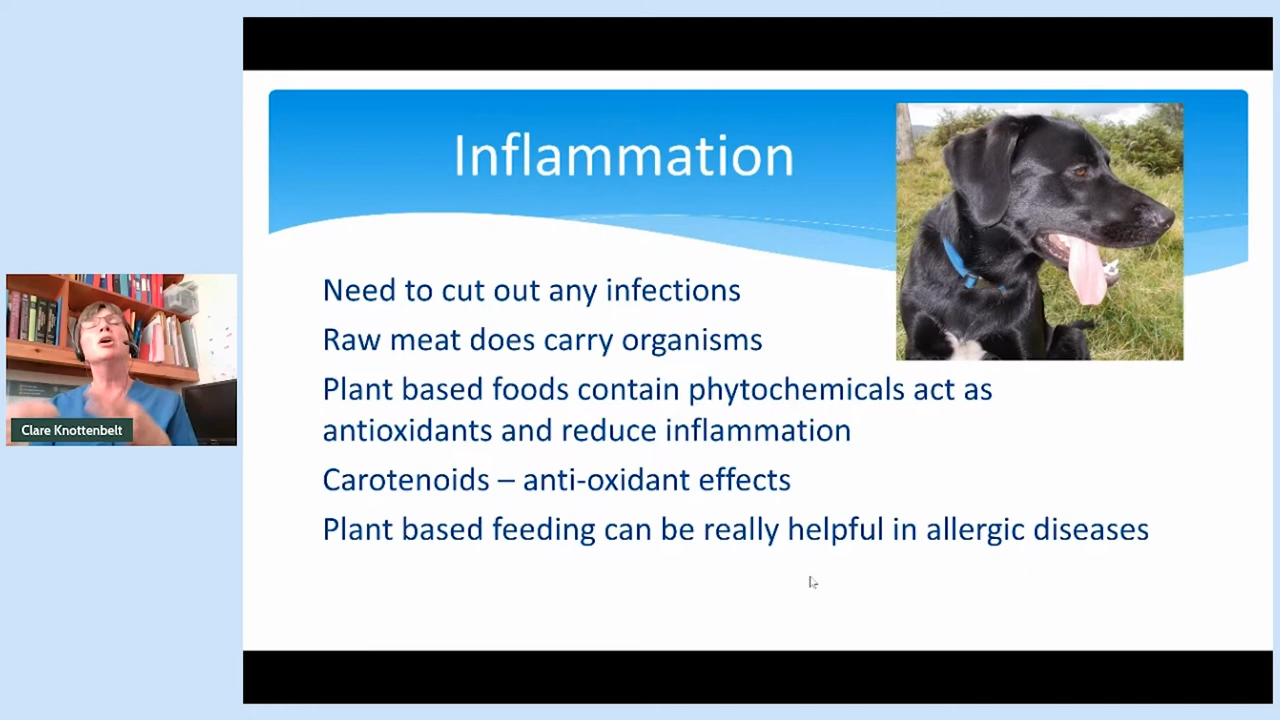 Inflammation
Need to cut out any infections
Raw meat does carry organisms
Plant based foods contain phytochemicals act as
antioxidants and reduce inflammation
Carotenoids – anti-oxidant effects
Plant based feeding can be really helpful in allergic diseases
Clare Knottenbelt